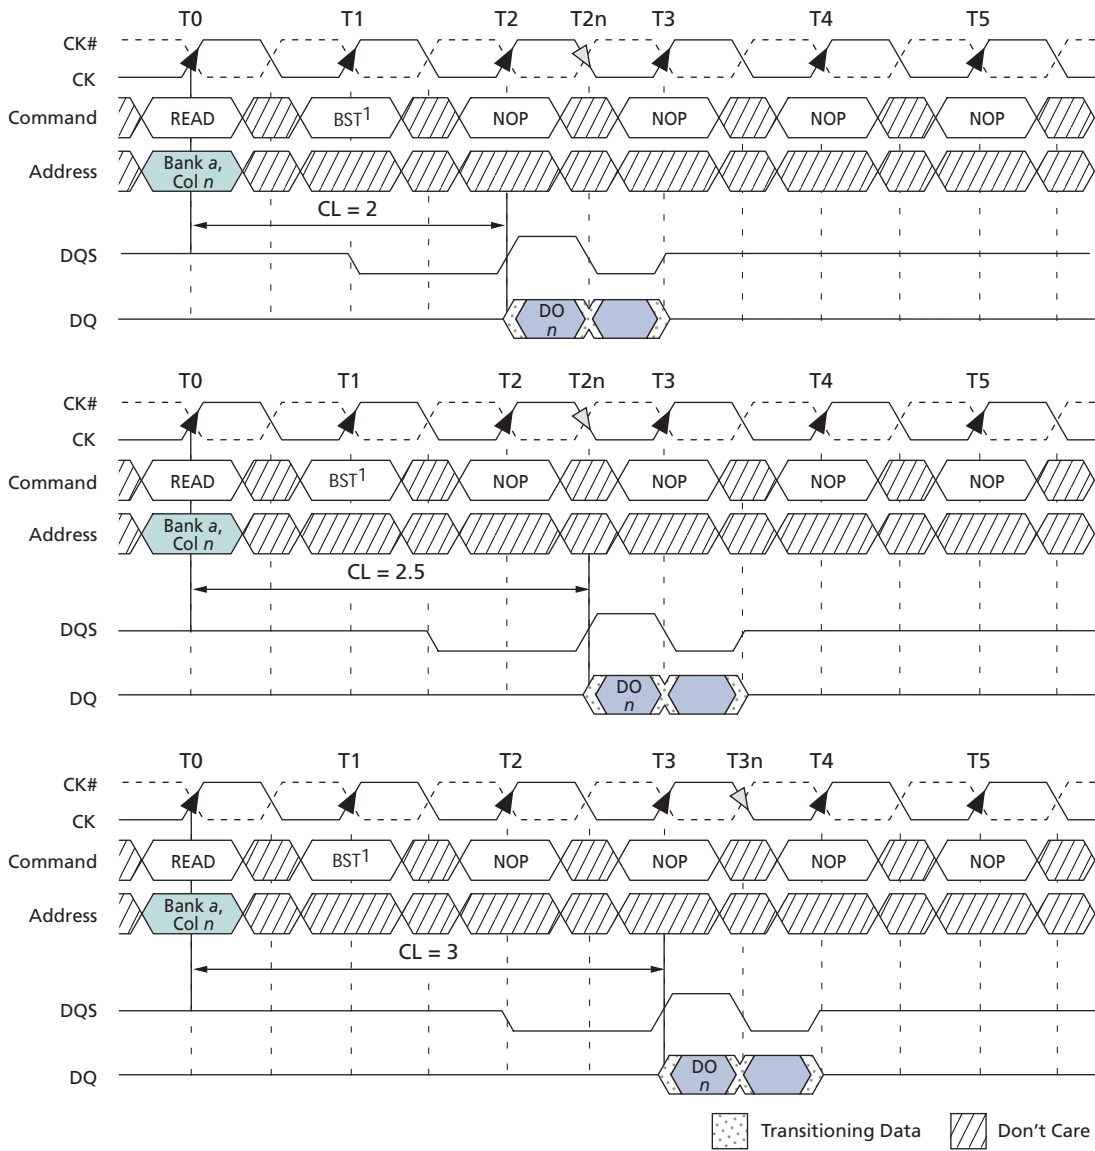 T0 T1 T2 T2n T3 T4 T5
CK#
CK
Command READ BST1 NOP NOP NOP NOP
Address Bank a,
Col n
CL = 2
DQS
DQ DO
n
T0 T1 T2 T2n T3 T4 T5
CK#
CK
Command READ BST1 NOP NOP NOP NOP
Address Bank a,
Col n
CL = 2.5
DQS
DQ DO
n
T0 T1 T2 T3 T3n T4 T5
CK#
CK
Command READ BST1 NOP NOP NOP NOP
Address Bank a,
Col n
CL = 3
DQS
DQ DO
n
Transitioning Data Don't Care